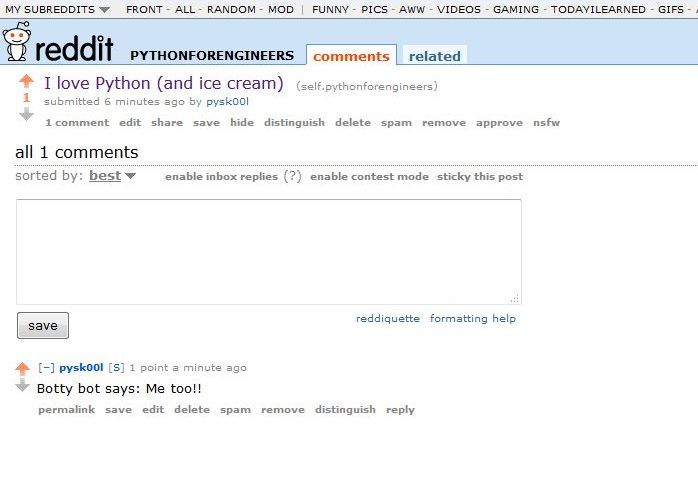 MY SUBREDDITS FRONT - ALL - RANDOM - MOD | FUNNY - PICS - AWW - VIDEOS - GAMING - TODAYILEARNED - GIFS -
reddit PYTHONFORENGINEERS comments related
I love Python (and ice cream) (self.pythonforengineers)
1
submitted 6 minutes ago by pysk00l
1 comment edit share save hide distinguish delete spam remove approve nsfw
all 1 comments
sorted by: best enable inbox replies (?) enable contest mode sticky this post
save reddiquette formatting help
[–] pysk00l [S] 1 point a minute ago
Botty bot says: Me too!!
permalink save edit delete spam remove distinguish reply